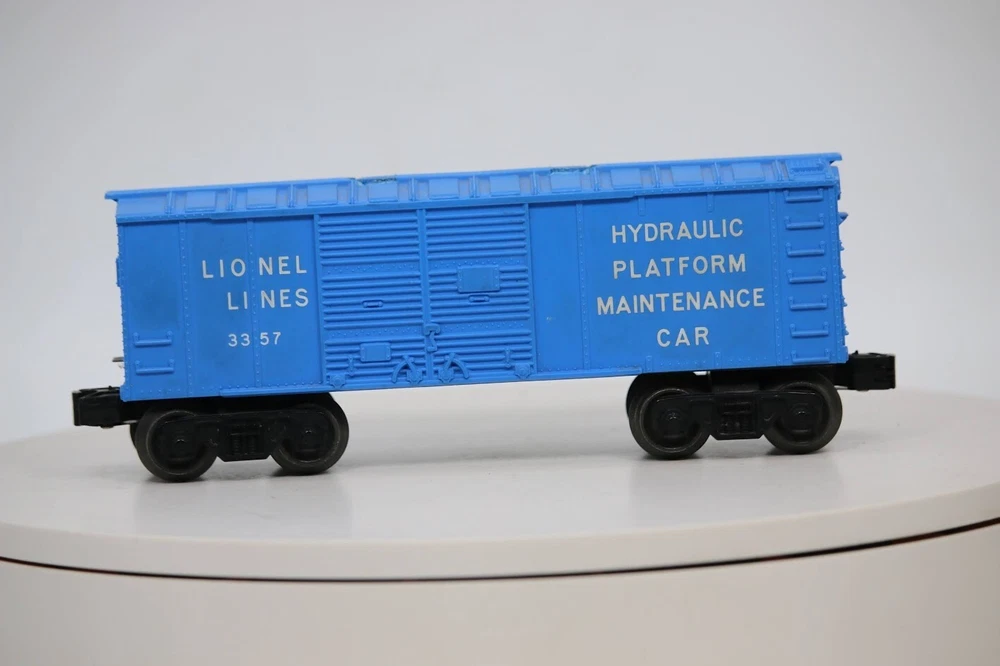 LIONEL
LINES
3357
HYDRAULIC
PLATFORM
MAINTENANCE
CAR